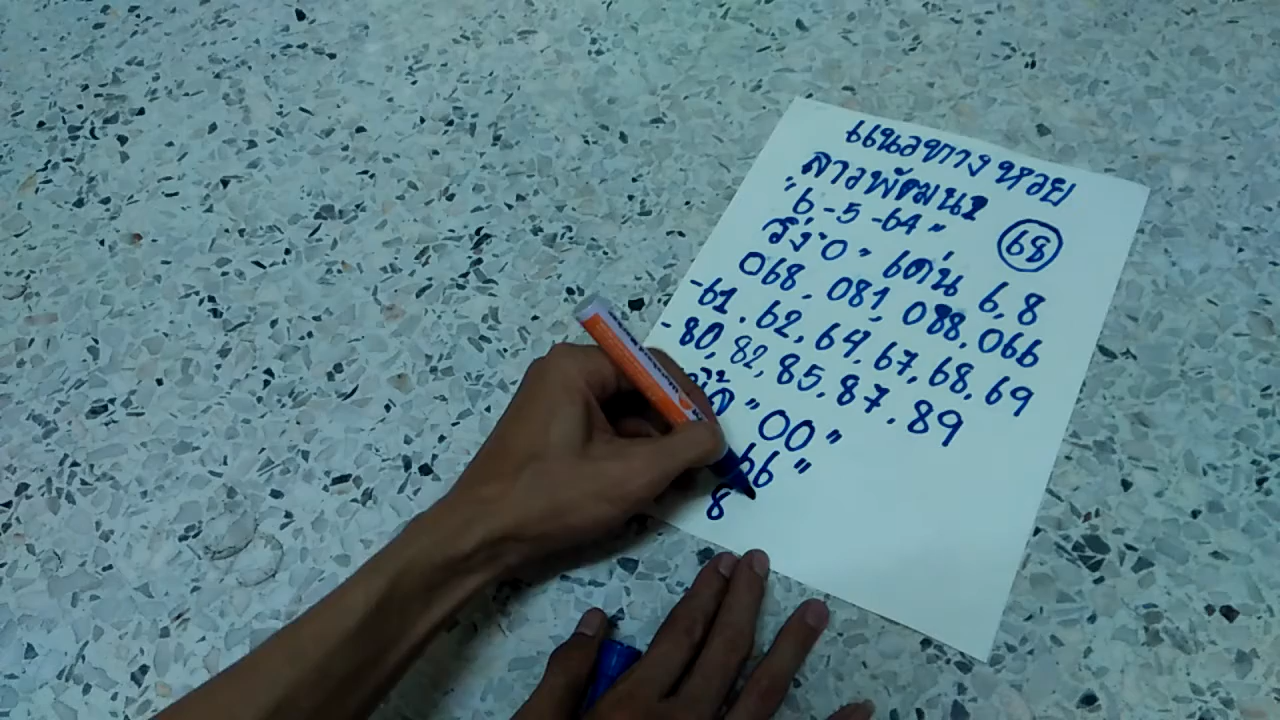 แนวทางหวย
ลาวพัฒนา
"6-5-64" 68
วิ่ง "0" เด่น 6,8
068, 081, 088, 066
-61, 62, 64, 67, 68, 69
-80, 82, 85, 87, 89
"00"
66"
8